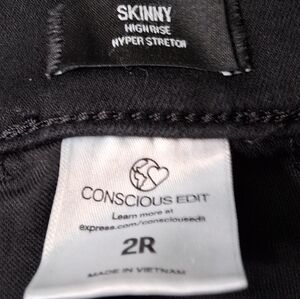 SKINNY
HIGH RISE
HYPER STRETCH
CONSCIOUS EDIT
Learn more at
express.com/consciousedit
2R
MADE IN VIETNAM